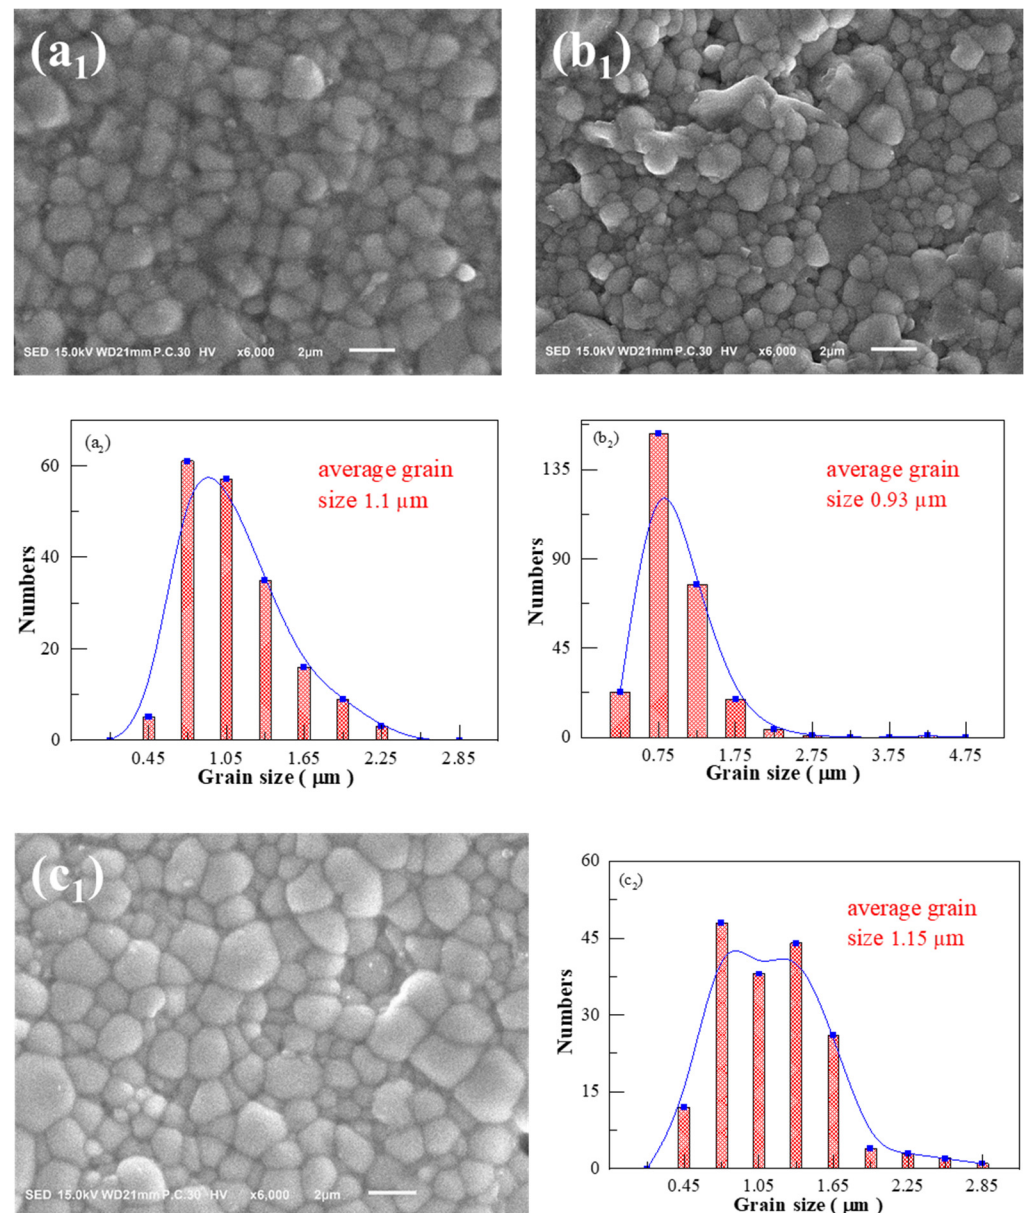 (a1)
SED 15.0kV WD21mm P.C.30 HV x6,000 2μm
(b1)
SED 15.0kV WD21mm P.C.30 HV x6,000 2μm
(a2)
average grain
size 1.1 μm
Numbers
60
40
20
0
0.45 1.05 1.65 2.25 2.85
Grain size ( μm )
(b2)
average grain
size 0.93 μm
Numbers
135
90
45
0
0.75 1.75 2.75 3.75 4.75
Grain size ( μm )
(c1)
SED 15.0kV WD21mm P.C.30 HV x6,000 2μm
(c2)
average grain
size 1.15 μm
Numbers
60
45
30
15
0
0.45 1.05 1.65 2.25 2.85
Grain size ( μm )